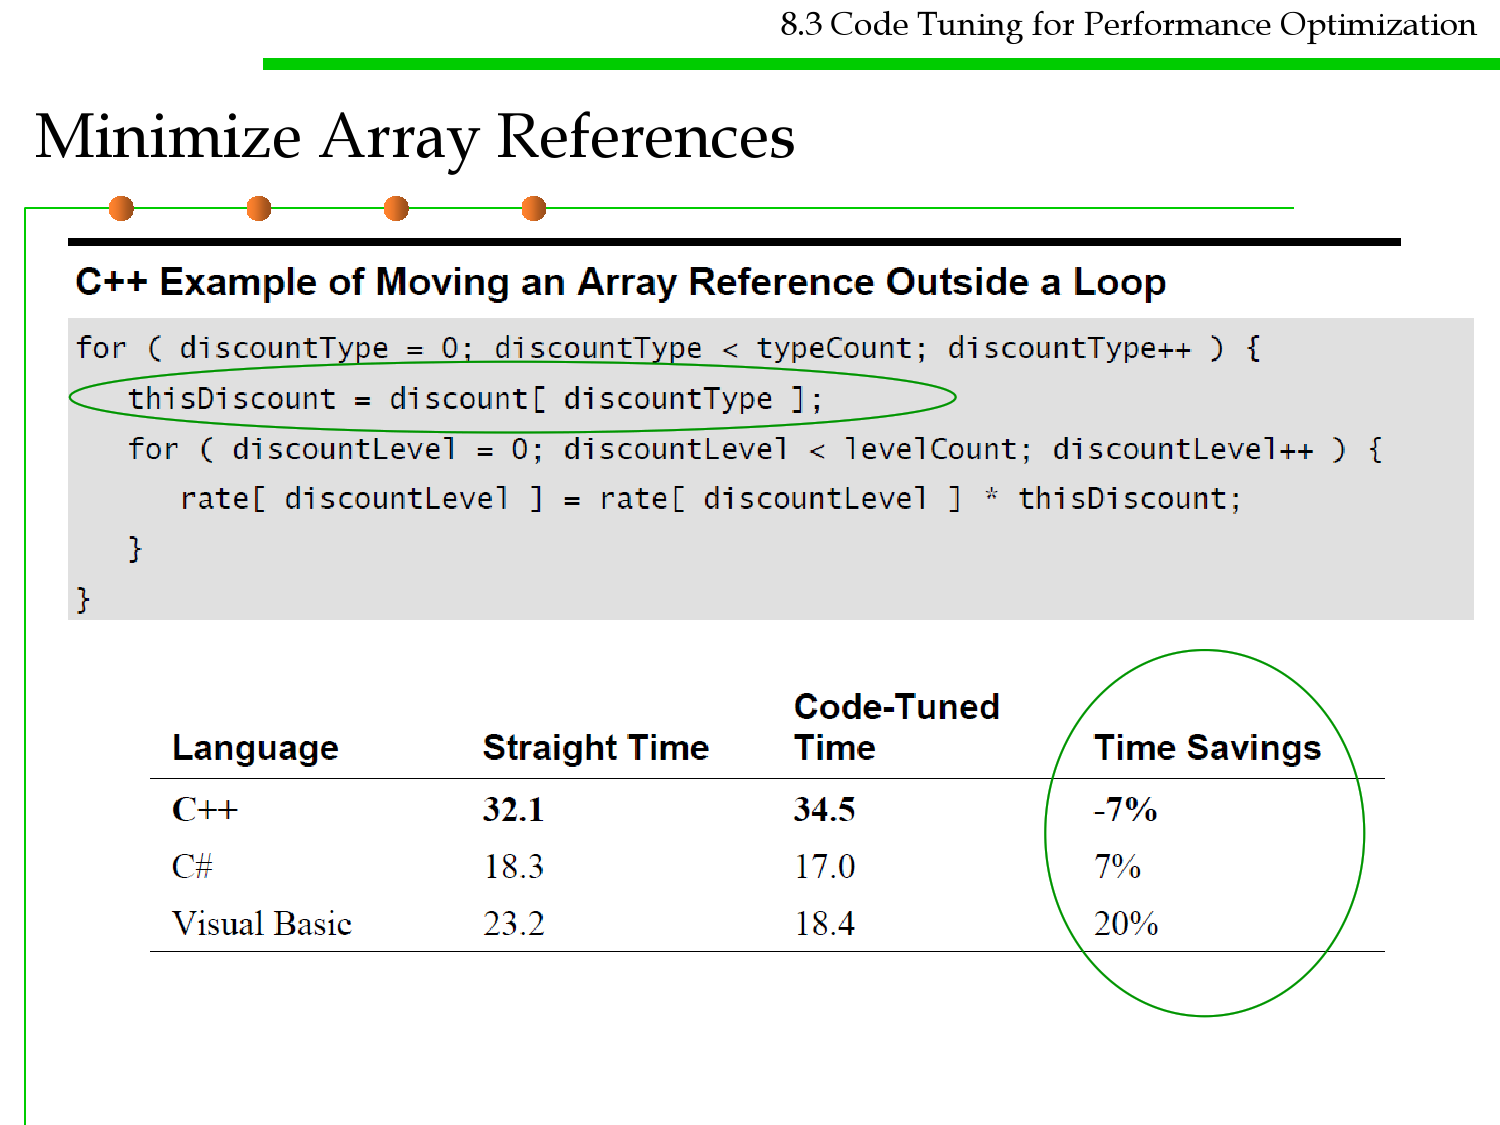 8.3 Code Tuning for Performance Optimization
Minimize Array References
C++ Example of Moving an Array Reference Outside a Loop
for ( discountType = 0; discountType < typeCount; discountType++ ) {
   thisDiscount = discount[ discountType ];
   for ( discountLevel = 0; discountLevel < levelCount; discountLevel++ ) {
      rate[ discountLevel ] = rate[ discountLevel ] * thisDiscount;
   }
}
Language Straight Time Code-Tuned Time Time Savings
C++ 32.1 34.5 -7%
C# 18.3 17.0 7%
Visual Basic 23.2 18.4 20%